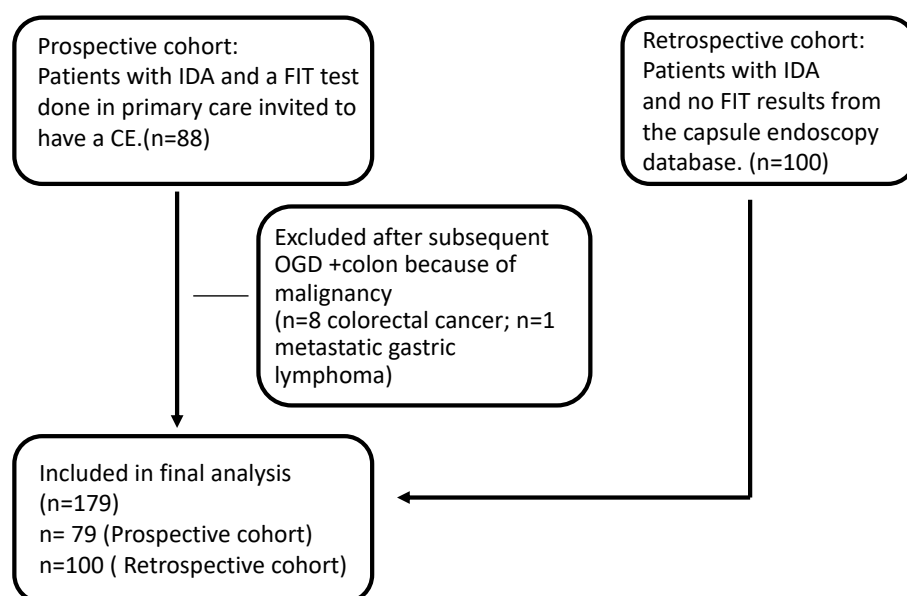 Prospective cohort:
Patients with IDA and a FIT test
done in primary care invited to
have a CE.(n=88)
Retrospective cohort:
Patients with IDA
and no FIT results from
the capsule endoscopy
database. (n=100)
Excluded after subsequent
OGD +colon because of
malignancy
(n=8 colorectal cancer; n=1
metastatic gastric
lymphoma)
Included in final analysis
(n=179)
n= 79 (Prospective cohort)
n=100 ( Retrospective cohort)